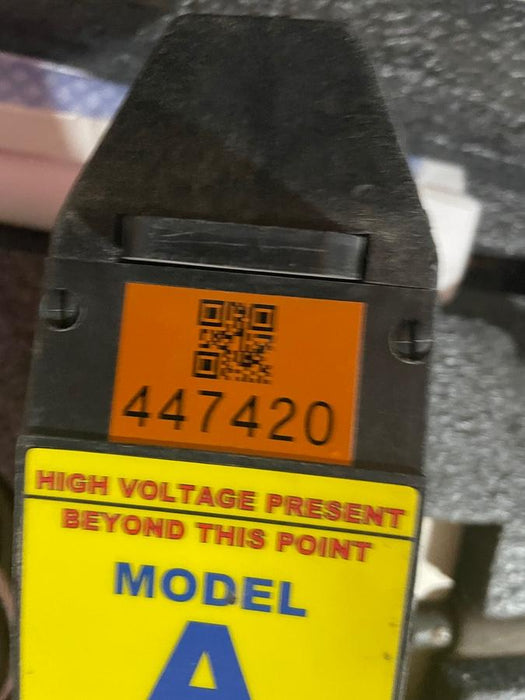 447420
HIGH VOLTAGE PRESENT
BEYOND THIS POINT
MODEL
A